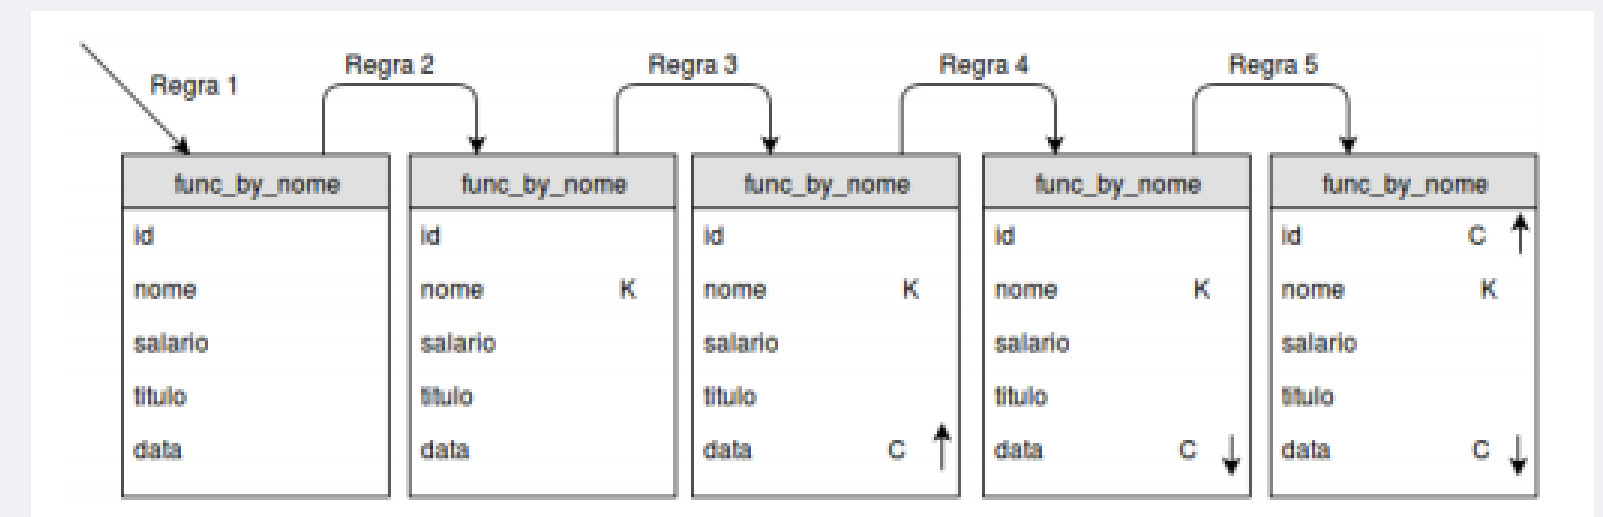 Regra 1
Regra 2
Regra 3
Regra 4
Regra 5
func_by_nome
id
nome
salario
titulo
data
func_by_nome
id
nome K
salario
titulo
data
func_by_nome
id
nome K
salario
titulo
data C ↑
func_by_nome
id
nome K
salario
titulo
data C ↓
func_by_nome
id C ↑
nome K
salario
titulo
data C ↓